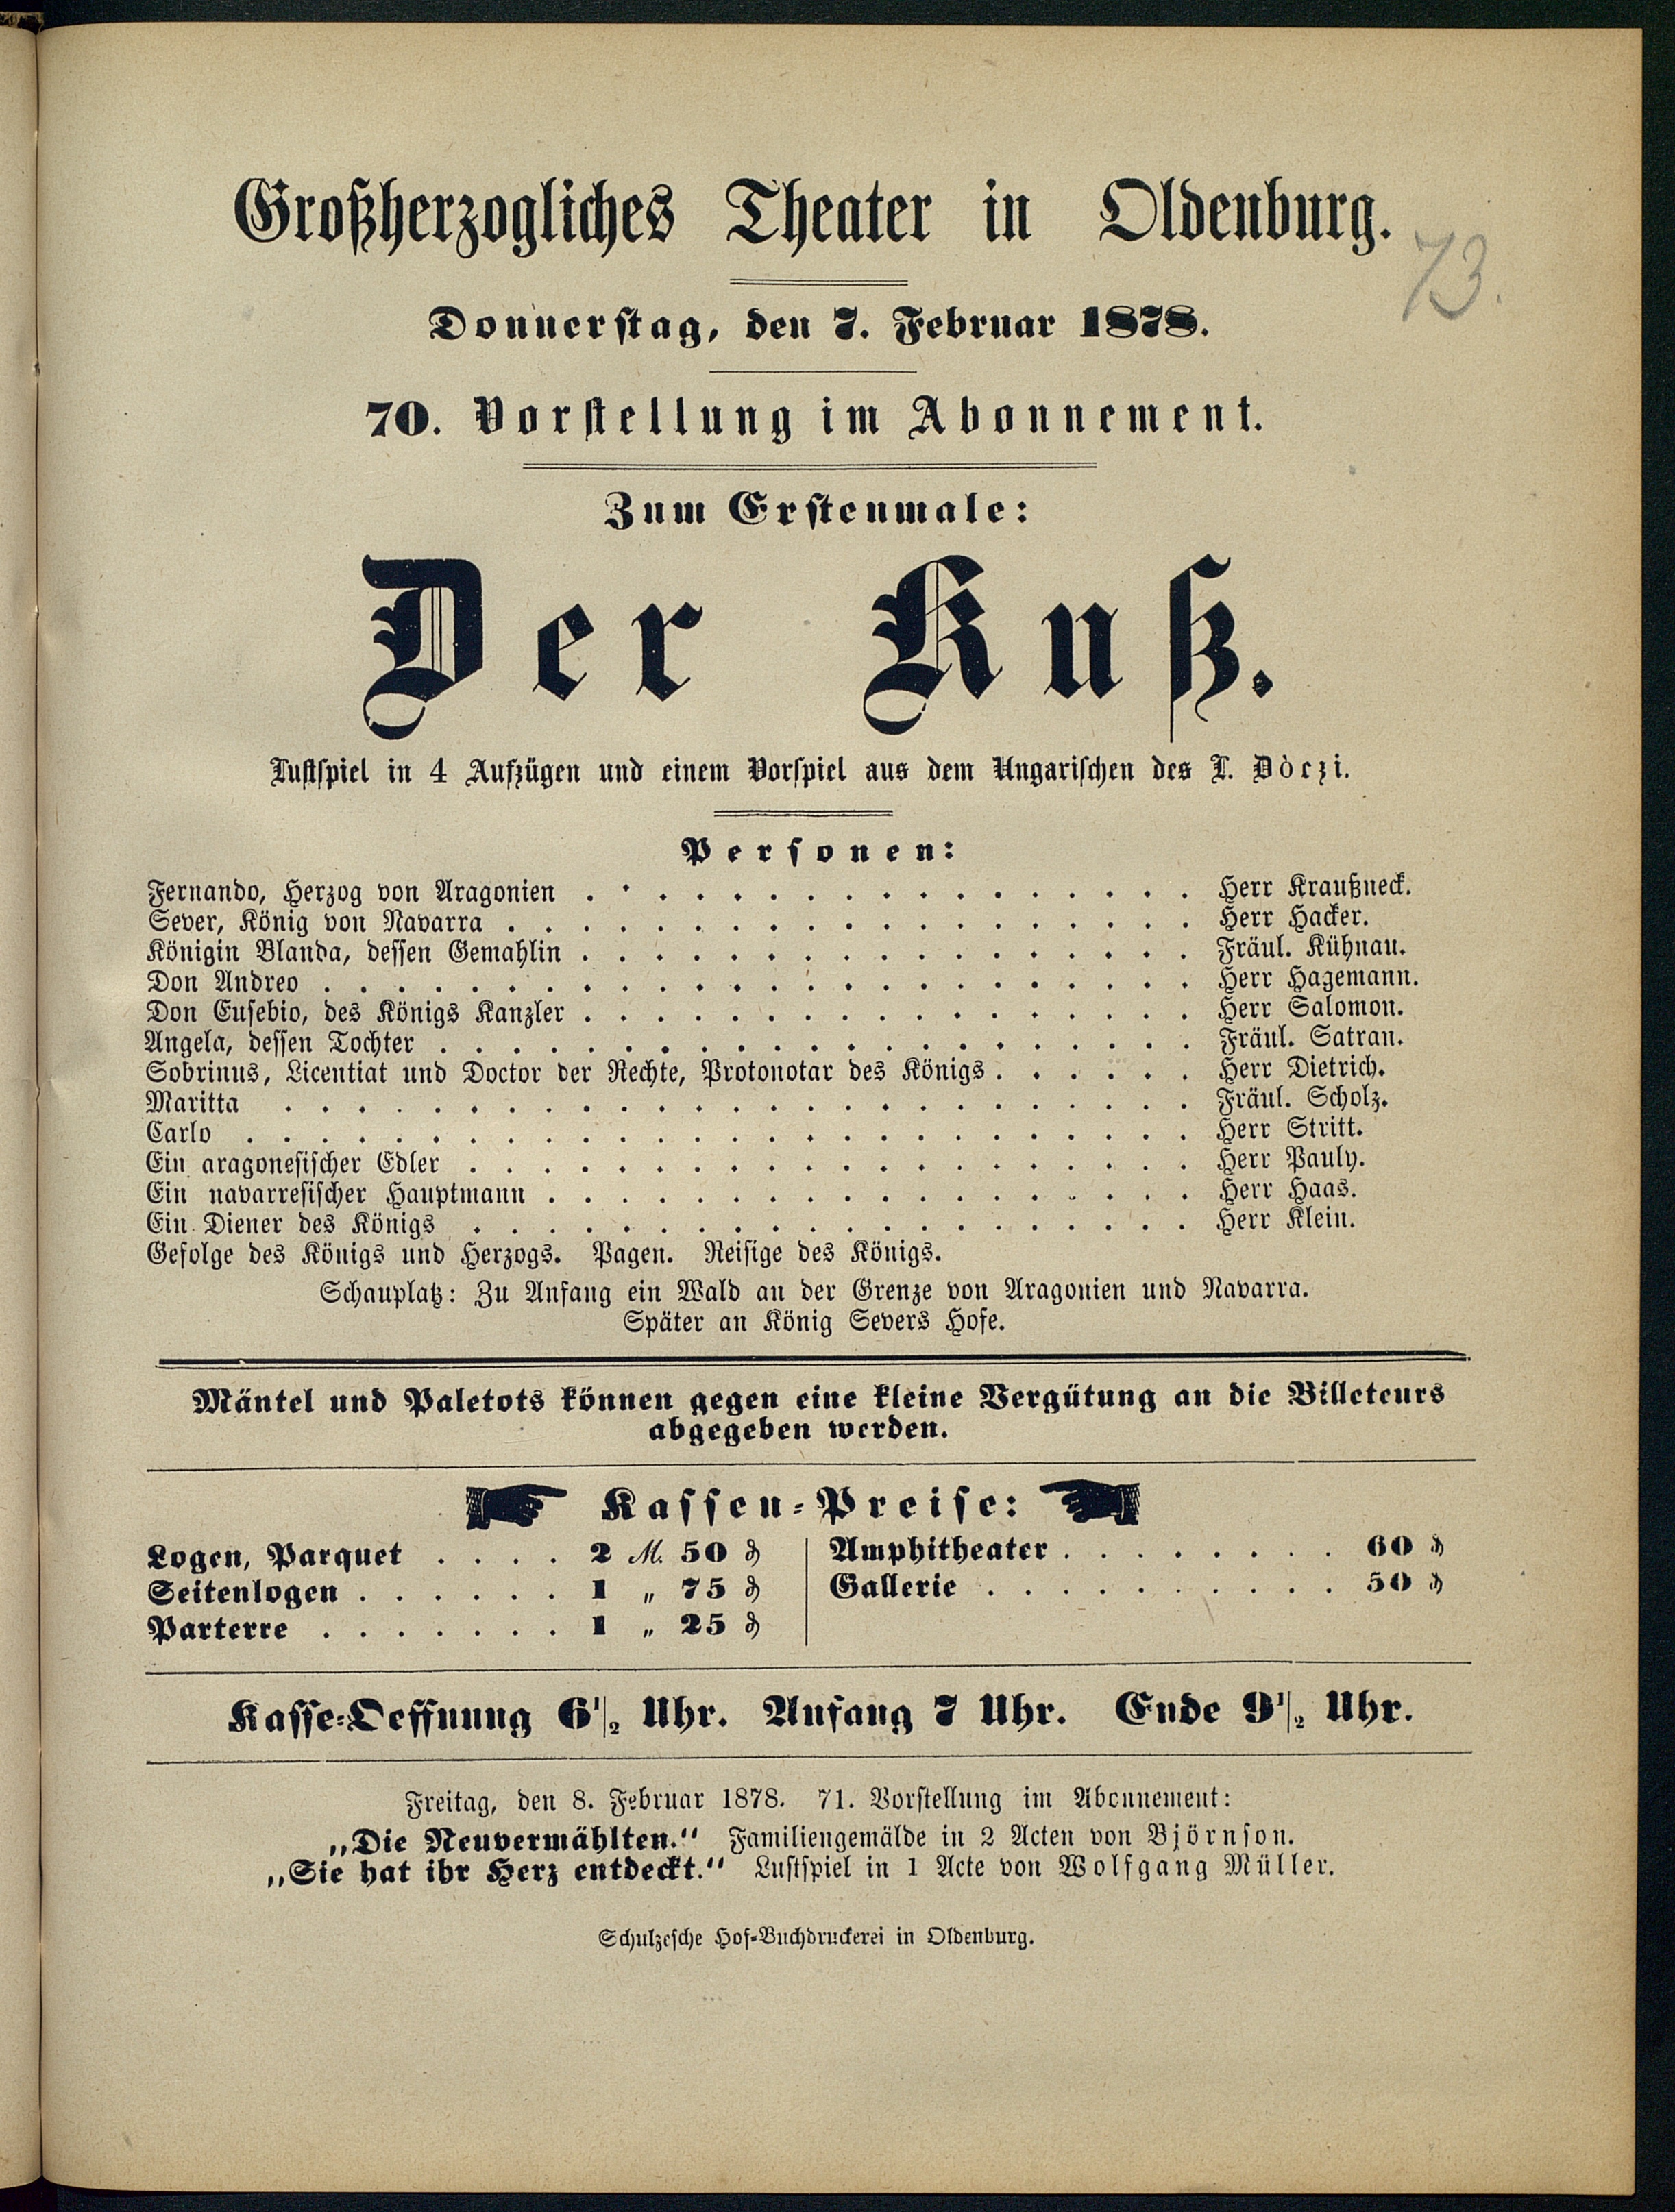 Großherzogliches Theater in Oldenburg.
73.
Donnerstag, den 7. Februar 1878.
70. Vorstellung im Abonnement.
Zum Erstenmale:
Der Kuß.
Lustspiel in 4 Aufzügen und einem Vorspiel aus dem Ungarischen des L. Dòczi.
Personen:
Fernando, Herzog von Aragonien . . . . . . . . . . . . . . . . . Herr Kraußneck.
Sever, König von Navarra . . . . . . . . . . . . . . . . . . . Herr Hacker.
Königin Blanda, dessen Gemahlin . . . . . . . . . . . . . . . . . Fräul. Kühnau.
Don Andreo . . . . . . . . . . . . . . . . . . . . . . . . Herr Hagemann.
Don Eusebio, des Königs Kanzler . . . . . . . . . . . . . . . . . Herr Salomon.
Angela, dessen Tochter . . . . . . . . . . . . . . . . . . . . . Fräul. Satran.
Sobrinus, Licentiat und Doctor der Rechte, Protonotar des Königs . . . . . . Herr Dietrich.
Maritta . . . . . . . . . . . . . . . . . . . . . . . . . Fräul. Scholz.
Carlo . . . . . . . . . . . . . . . . . . . . . . . . . . Herr Stritt.
Ein aragonesischer Edler . . . . . . . . . . . . . . . . . . . . Herr Pauly.
Ein navarresischer Hauptmann . . . . . . . . . . . . . . . . . . Herr Haas.
Ein Diener des Königs . . . . . . . . . . . . . . . . . . . . Herr Klein.
Gefolge des Königs und Herzogs. Pagen. Reisige des Königs.
Schauplatz: Zu Anfang ein Wald an der Grenze von Aragonien und Navarra.
Später an König Severs Hofe.
Mäntel und Paletots können gegen eine kleine Vergütung an die Billeteurs
abgegeben werden.
Kassen-Preise:
Logen, Parquet . . . . 2 M. 50 ₰
Seitenlogen . . . . . . 1 „ 75 ₰
Parterre . . . . . . . 1 „ 25 ₰
Amphitheater . . . . . . . . 60 ₰
Gallerie . . . . . . . . . . 50 ₰
Kasse-Oeffnung 6 1/2 Uhr. Anfang 7 Uhr. Ende 9 1/2 Uhr.
Freitag, den 8. Februar 1878. 71. Vorstellung im Abonnement:
„Die Neuvermählten.“ Familiengemälde in 2 Acten von Björnson.
„Sie hat ihr Herz entdeckt.“ Lustspiel in 1 Acte von Wolfgang Müller.
Schulzesche Hof-Buchdruckerei in Oldenburg.